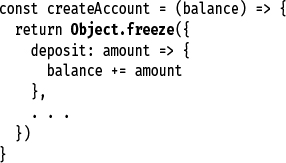 const createAccount = (balance) => {
  return Object.freeze({
    deposit: amount => {
      balance += amount
    },
    . . .
  })
}